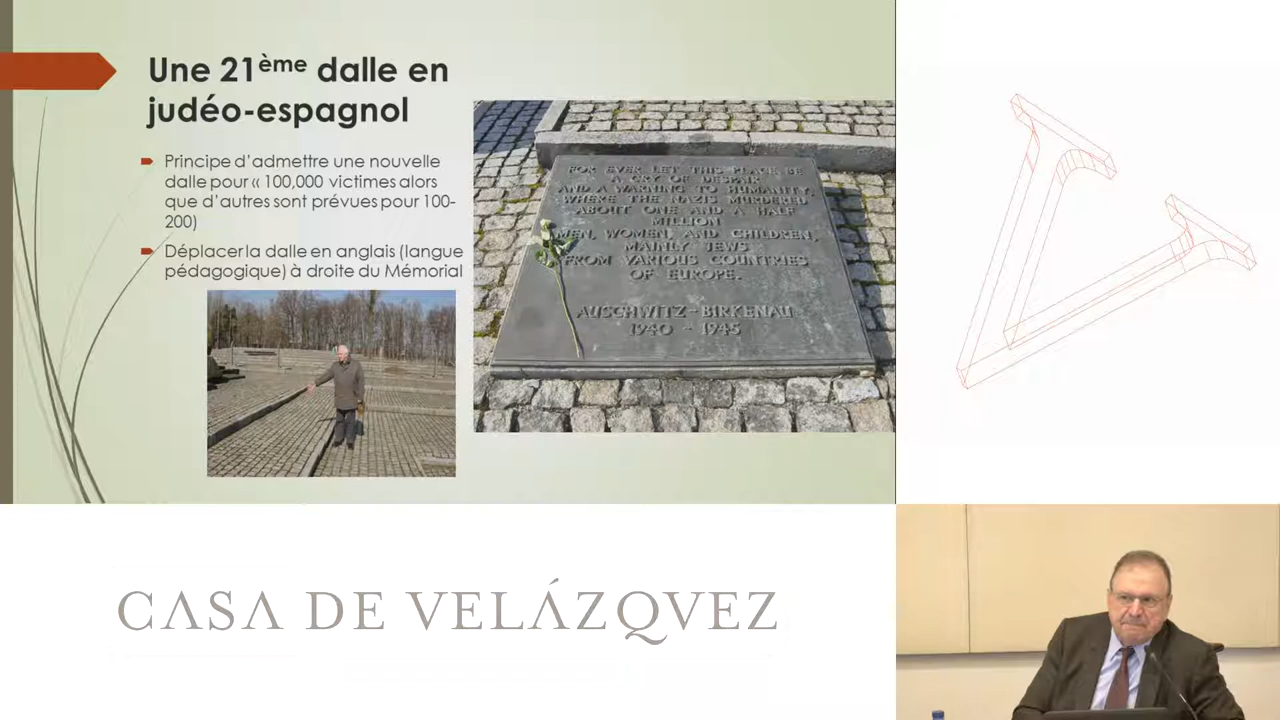 Une 21ème dalle en
judéo-espagnol
Principe d'admettre une nouvelle
dalle pour « 100,000 victimes alors
que d'autres sont prévues pour 100-
200)
Déplacer la dalle en anglais (langue
pédagogique) à droite du Mémorial
FOR EVER LET THIS PLACE BE
A CRY OF DESPAIR
AND A WARNING TO HUMANITY,
WHERE THE NAZIS MURDERED
ABOUT ONE AND A HALF
MILLION
MEN, WOMEN, AND CHILDREN,
MAINLY JEWS
FROM VARIOUS COUNTRIES
OF EUROPE.
AUSCHWITZ-BIRKENAU
1940 - 1945
CASA DE VELÁZQVEZ